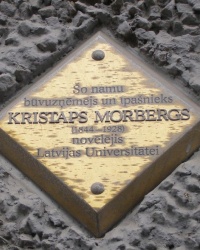 Šo namu
būvuzņēmējs un īpašnieks
KRISTAPS MORBERGS
(1844-1928)
novēlējis
Latvijas Universitātei